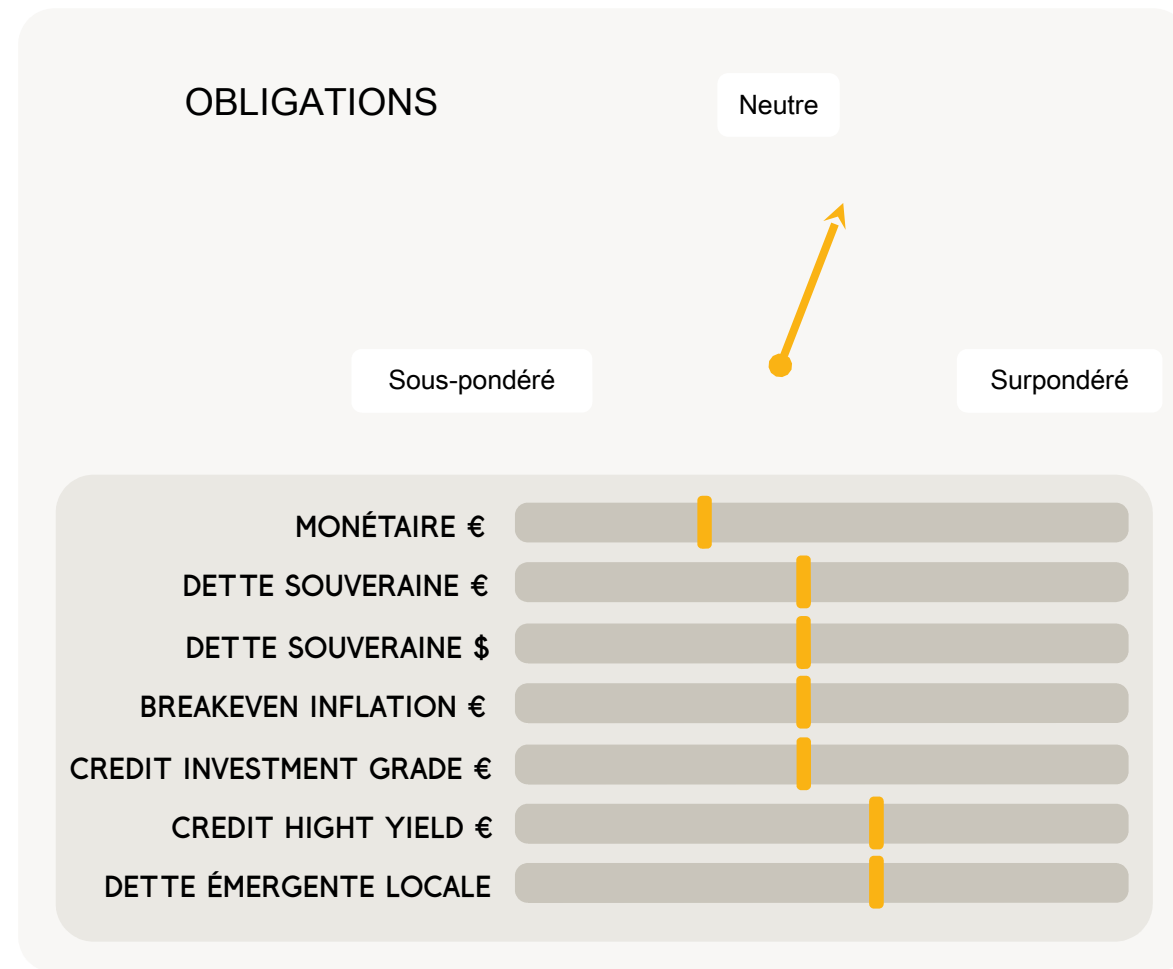 OBLIGATIONS
Neutre
Sous-pondéré
Surpondéré
MONÉTAIRE €
DETTE SOUVERAINE €
DETTE SOUVERAINE $
BREAKEVEN INFLATION €
CREDIT INVESTMENT GRADE €
CREDIT HIGHT YIELD €
DETTE ÉMERGENTE LOCALE